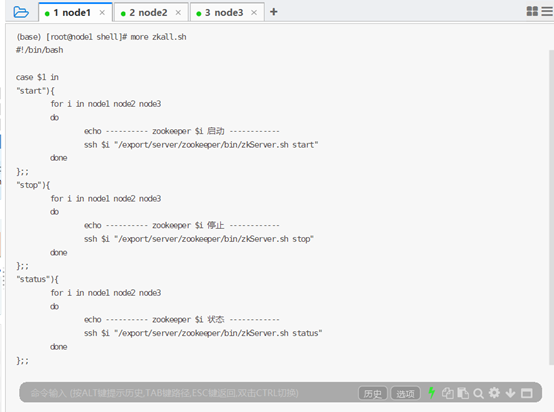 1 node1
2 node2
3 node3
(base) [root@node1 shell]# more zkall.sh
#!/bin/bash
case $1 in
"start"){
for i in node1 node2 node3
do
echo ---------- zookeeper $i 启动 ------------
ssh $i "/export/server/zookeeper/bin/zkServer.sh start"
done
};;
"stop"){
for i in node1 node2 node3
do
echo ---------- zookeeper $i 停止 ------------
ssh $i "/export/server/zookeeper/bin/zkServer.sh stop"
done
};;
"status"){
for i in node1 node2 node3
do
echo ---------- zookeeper $i 状态 ------------
ssh $i "/export/server/zookeeper/bin/zkServer.sh status"
done
};;
命令输入 (按ALT键提示历史,TAB键路径,ESC键返回,双击CTRL切换)
历史
选项